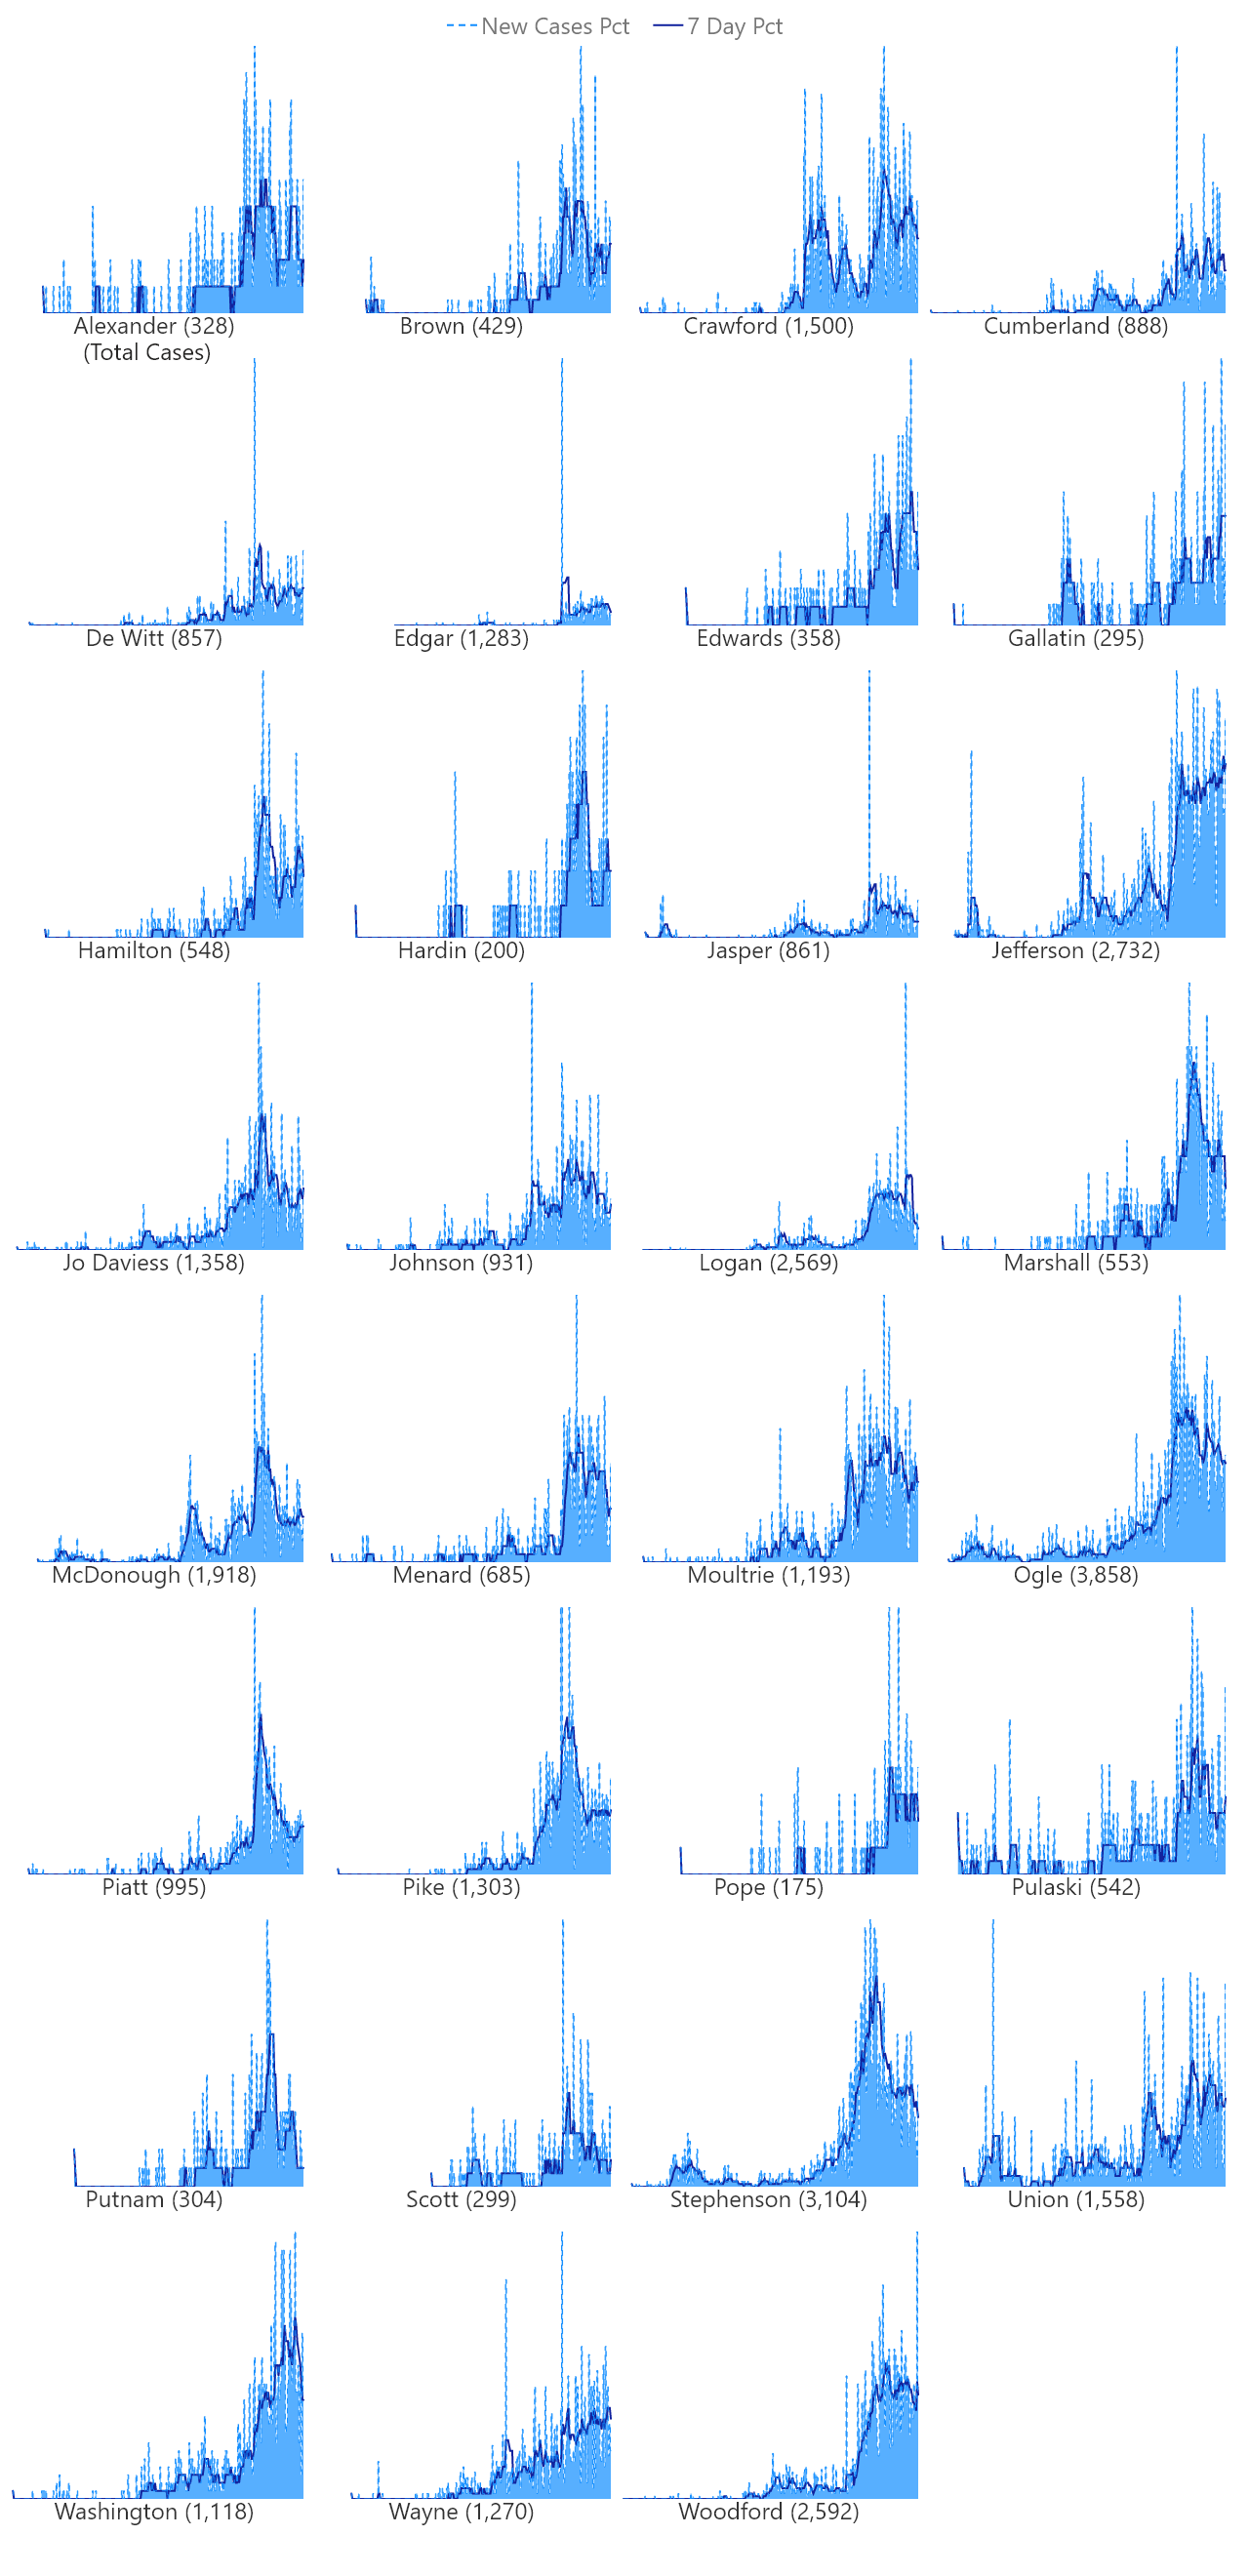 New Cases Pct 7 Day Pct
Alexander (328) Brown (429) Crawford (1,500) Cumberland (888)
(Total Cases)
De Witt (857) Edgar (1,283) Edwards (358) Gallatin (295)
Hamilton (548) Hardin (200) Jasper (861) Jefferson (2,732)
Jo Daviess (1,358) Johnson (931) Logan (2,569) Marshall (553)
McDonough (1,918) Menard (685) Moultrie (1,193) Ogle (3,858)
Piatt (995) Pike (1,303) Pope (175) Pulaski (542)
Putnam (304) Scott (299) Stephenson (3,104) Union (1,558)
Washington (1,118) Wayne (1,270) Woodford (2,592)